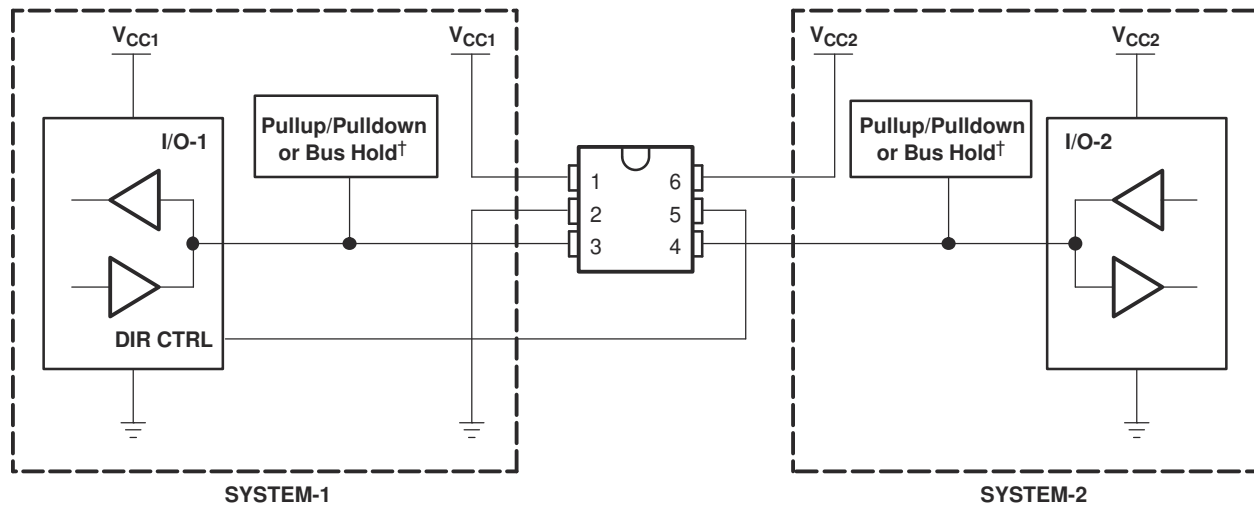 VCC1
VCC1
VCC2
VCC2
I/O-1
Pullup/Pulldown
or Bus Hold†
Pullup/Pulldown
or Bus Hold†
I/O-2
1
6
2
5
3
4
DIR CTRL
SYSTEM-1
SYSTEM-2